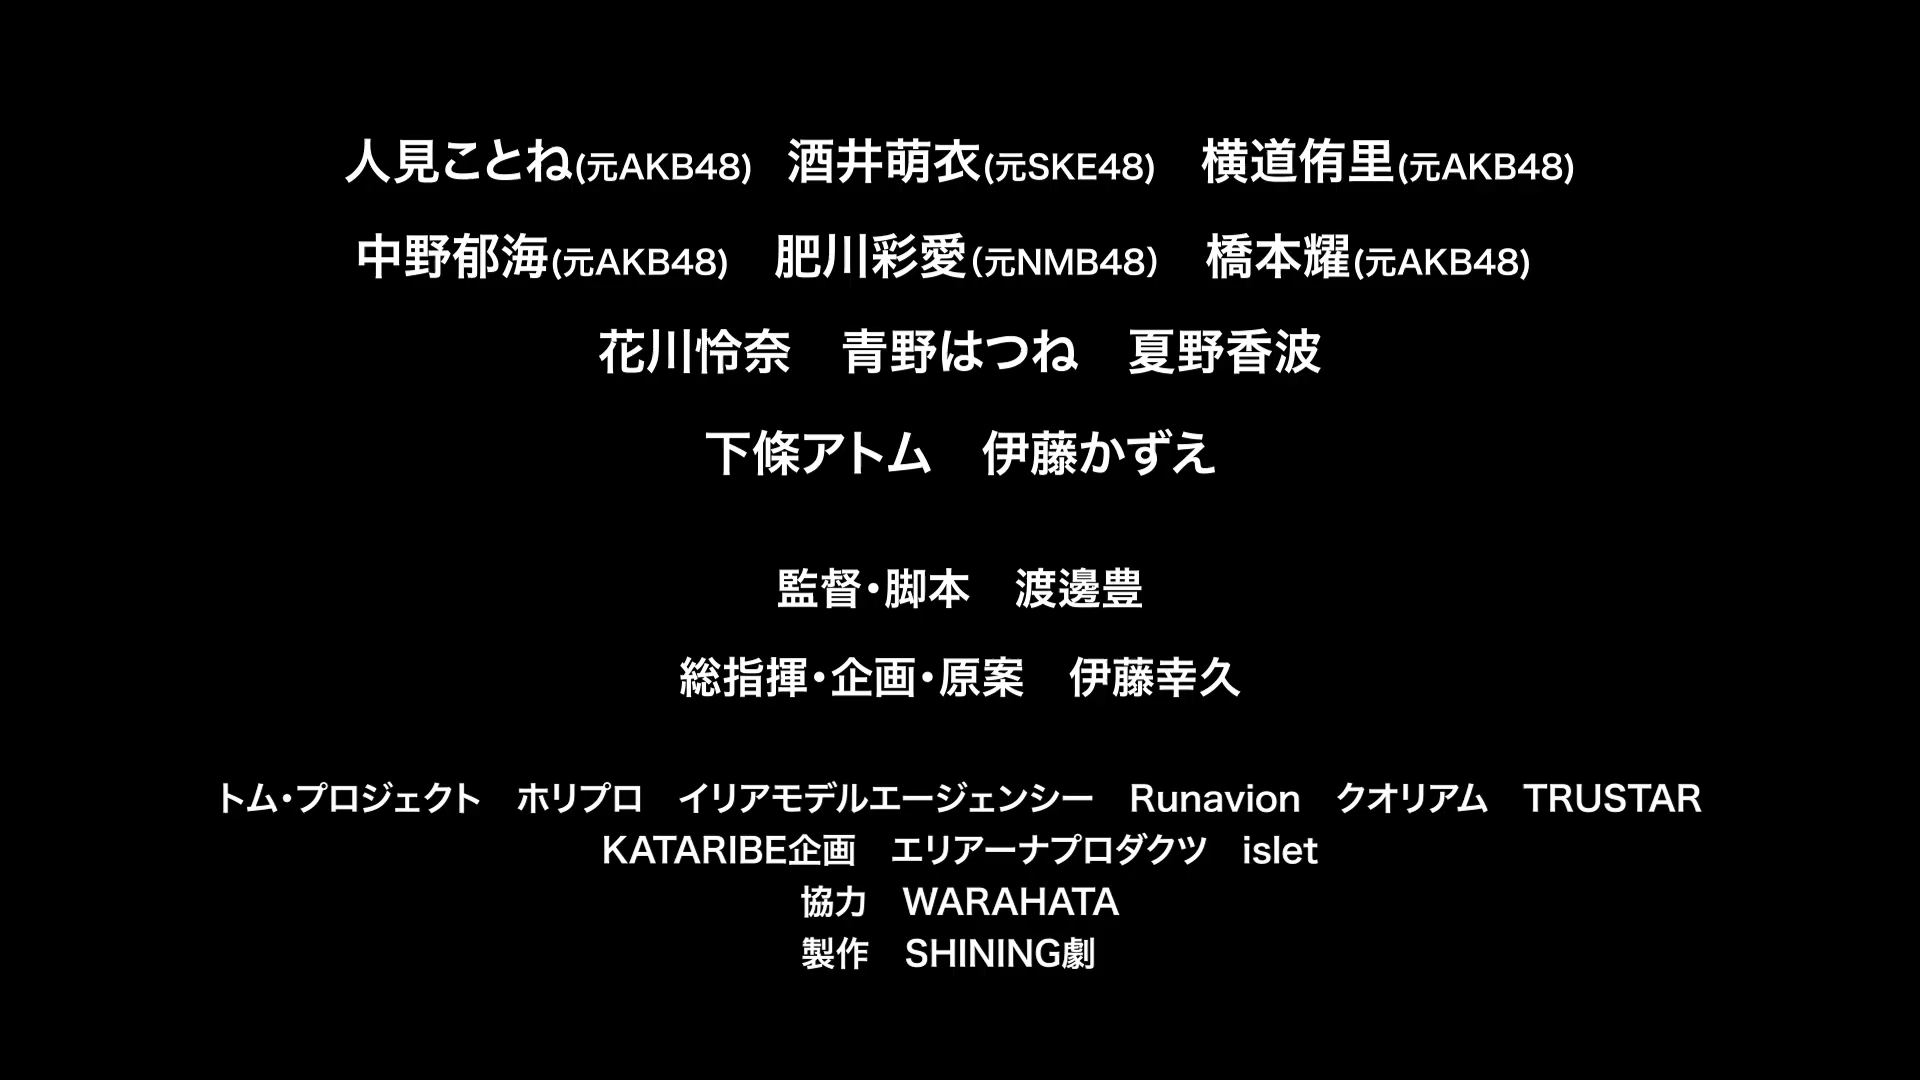 人見ことね(元AKB48) 酒井萌衣(元SKE48) 横道侑里(元AKB48)
中野郁海(元AKB48) 肥川彩愛(元NMB48) 橋本耀(元AKB48)
花川怜奈 青野はつね 夏野香波
下條アトム 伊藤かずえ
監督・脚本 渡邊豊
総指揮・企画・原案 伊藤幸久
トム・プロジェクト ホリプロ イリアモデルエージェンシー Runavion クオリアム TRUSTAR
KATARIBE企画 エリアーナプロダクツ islet
協力 WARAHATA
製作 SHINING劇